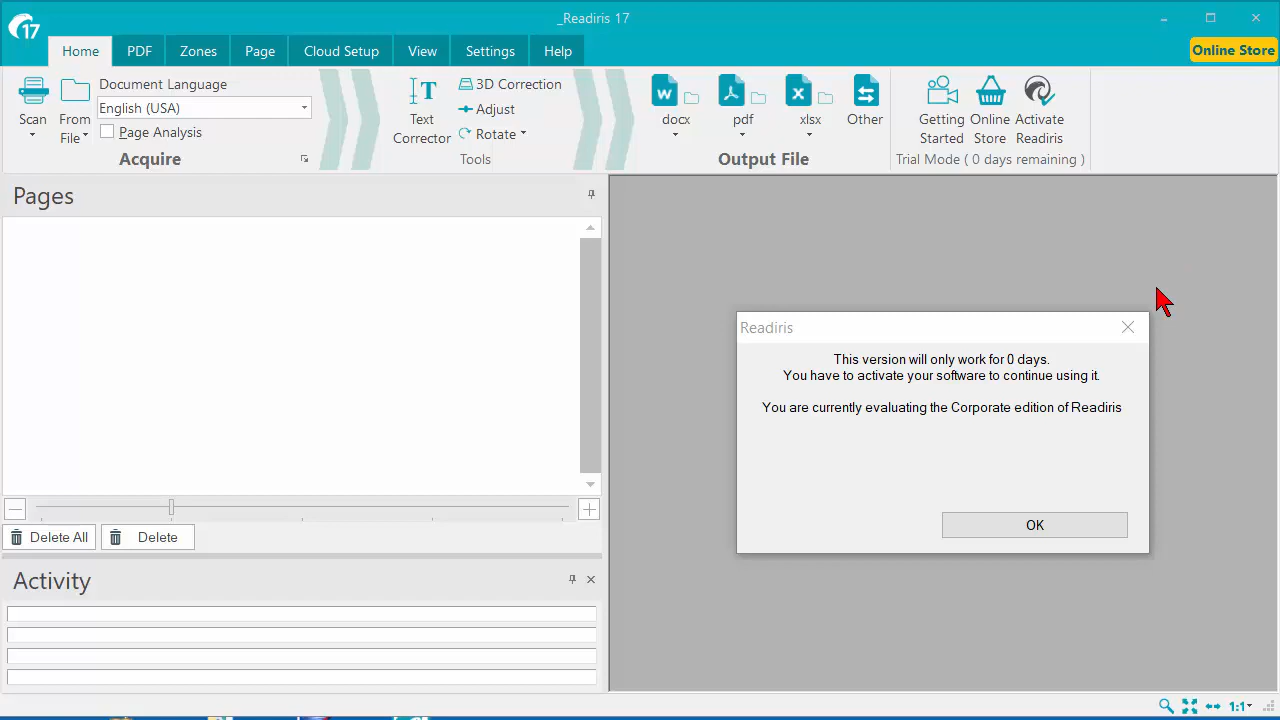 17
_Readiris 17
Home
PDF
Zones
Page
Cloud Setup
View
Settings
Help
Online Store
Scan
From
File
Document Language
English (USA)
Page Analysis
Acquire
T
Text
Corrector
3D Correction
Adjust
Rotate
Tools
w
docx
pdf
x
xlsx
Other
Output File
Getting
Started
Online
Store
Activate
Readiris
Trial Mode ( 0 days remaining )
Pages
Delete All
Delete
Activity
Readiris
This version will only work for 0 days.
You have to activate your software to continue using it.
You are currently evaluating the Corporate edition of Readiris
OK
1:1